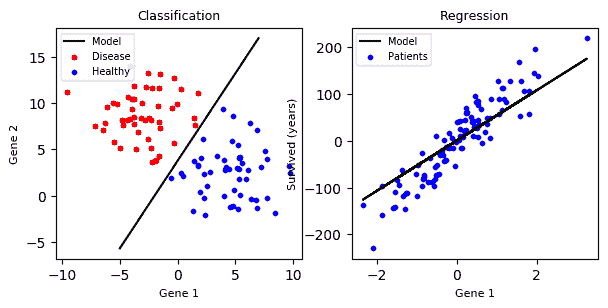 Classification
Model
Disease
Healthy
Gene 2
15
10
5
0
−5
−10
−5
0
5
10
Gene 1
Regression
Model
Patients
Survived (years)
200
100
0
−100
−200
−2
0
2
Gene 1